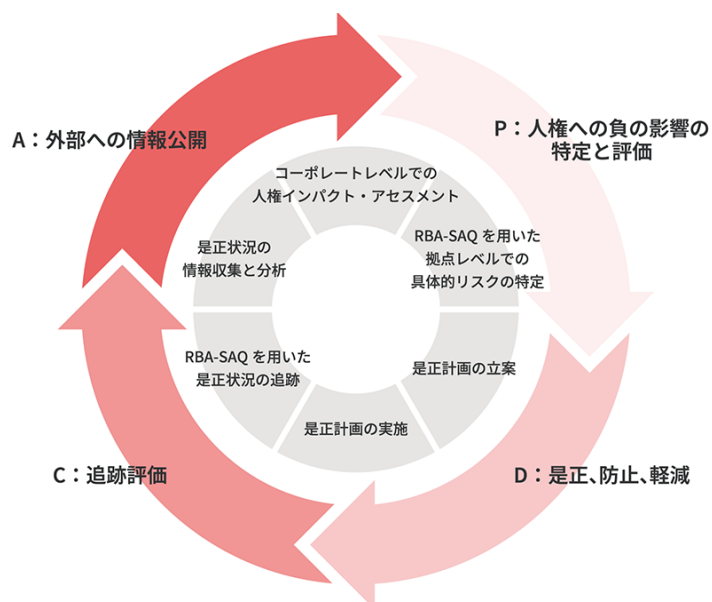 A：外部への情報公開
P：人権への負の影響の
特定と評価
コーポレートレベルでの
人権インパクト・アセスメント
RBA-SAQ を用いた
拠点レベルでの
具体的リスクの特定
是正状況の
情報収集と分析
RBA-SAQ を用いた
是正状況の追跡
是正計画の立案
是正計画の実施
C：追跡評価
D：是正、防止、軽減